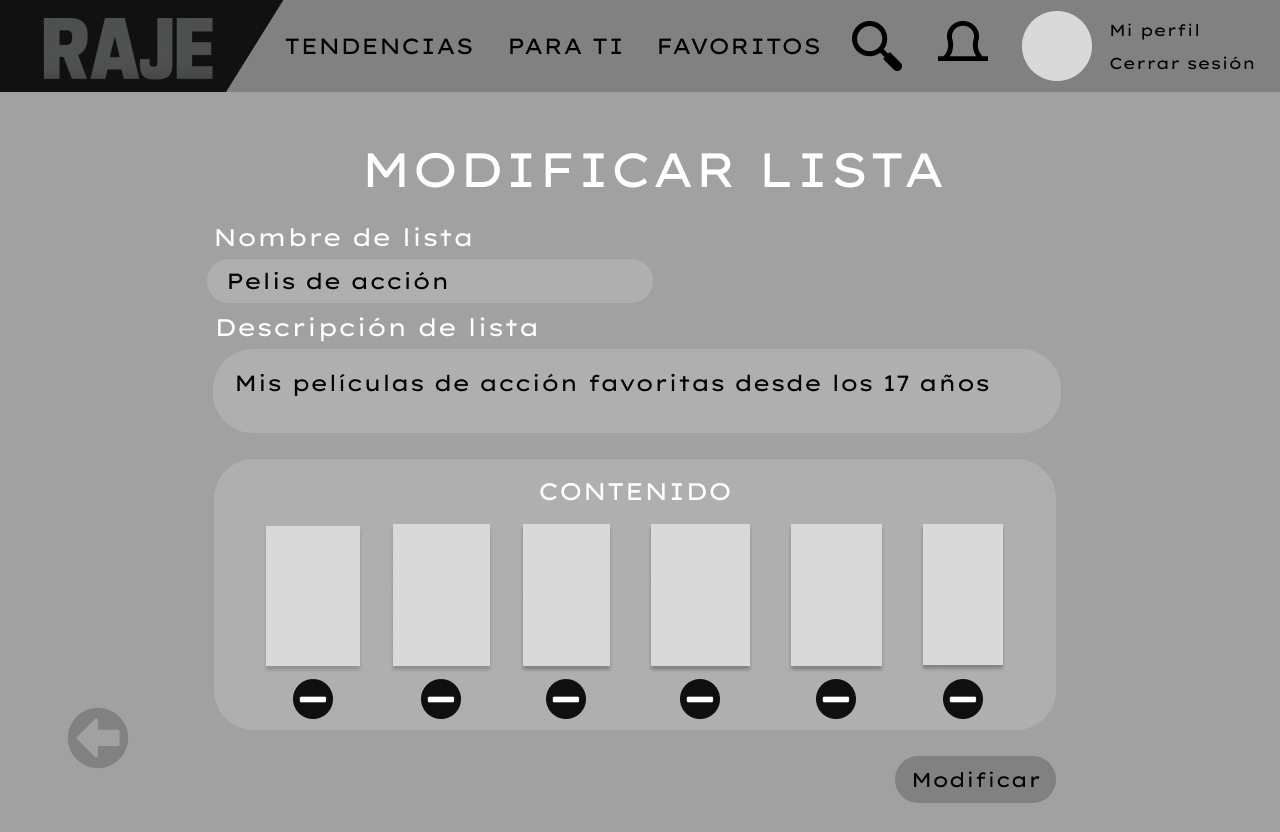 RAJE
TENDENCIAS
PARA TI
FAVORITOS
Mi perfil
Cerrar sesión
MODIFICAR LISTA
Nombre de lista
Pelis de acción
Descripción de lista
Mis películas de acción favoritas desde los 17 años
CONTENIDO
Modificar